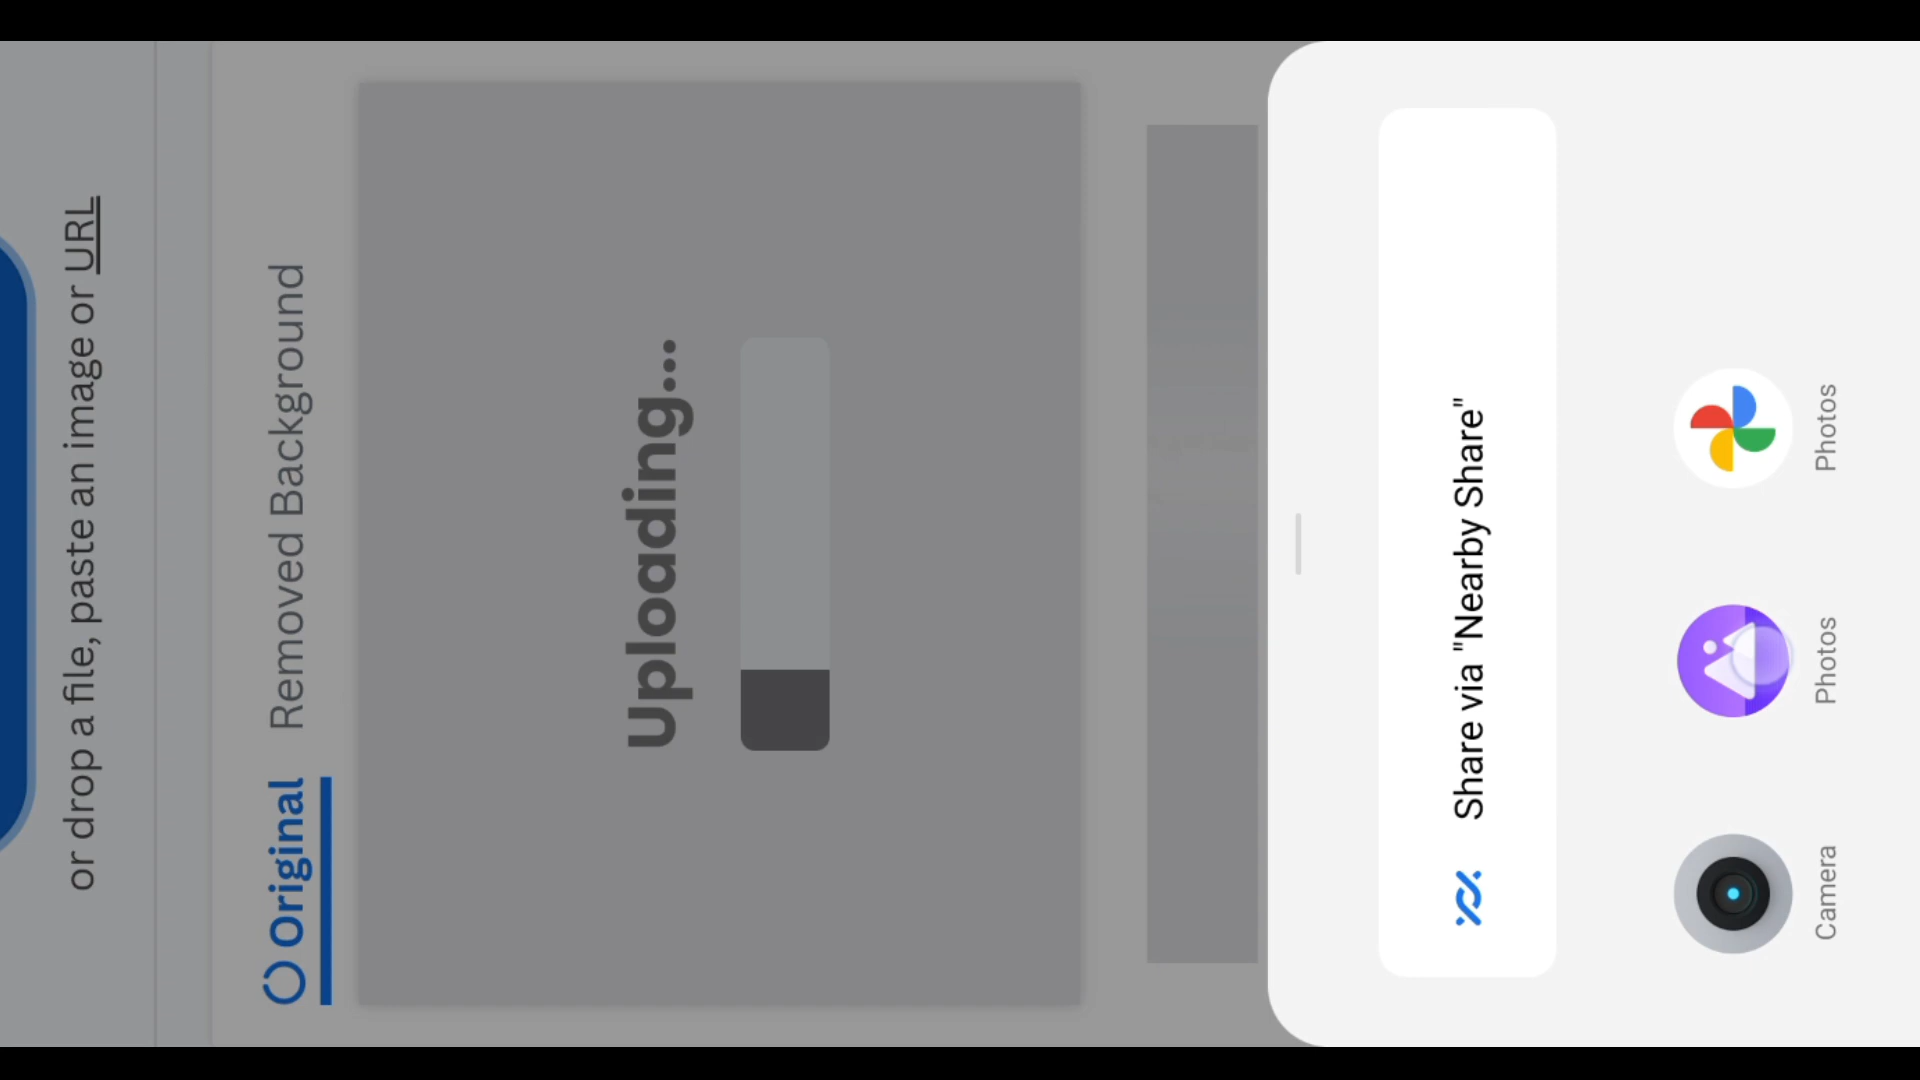 or drop a file, paste an image or URL
Original
Removed Background
Uploading...
Share via "Nearby Share"
Camera
Photos
Photos